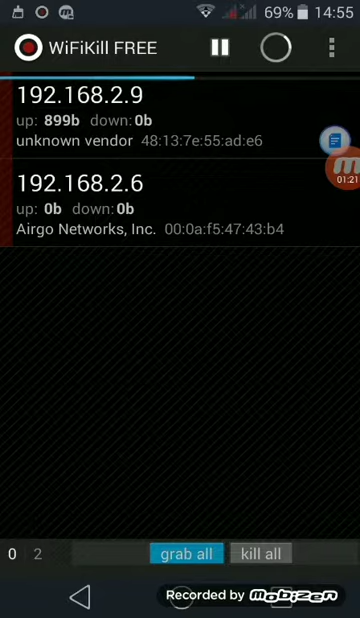 69% 14:55
WiFiKill FREE
192.168.2.9
up: 899b down: 0b
unknown vendor 48:13:7e:55:ad:e6
01:21
192.168.2.6
up: 0b down: 0b
Airgo Networks, Inc. 00:0a:f5:47:43:b4
0 2 grab all kill all
Recorded by mobizen